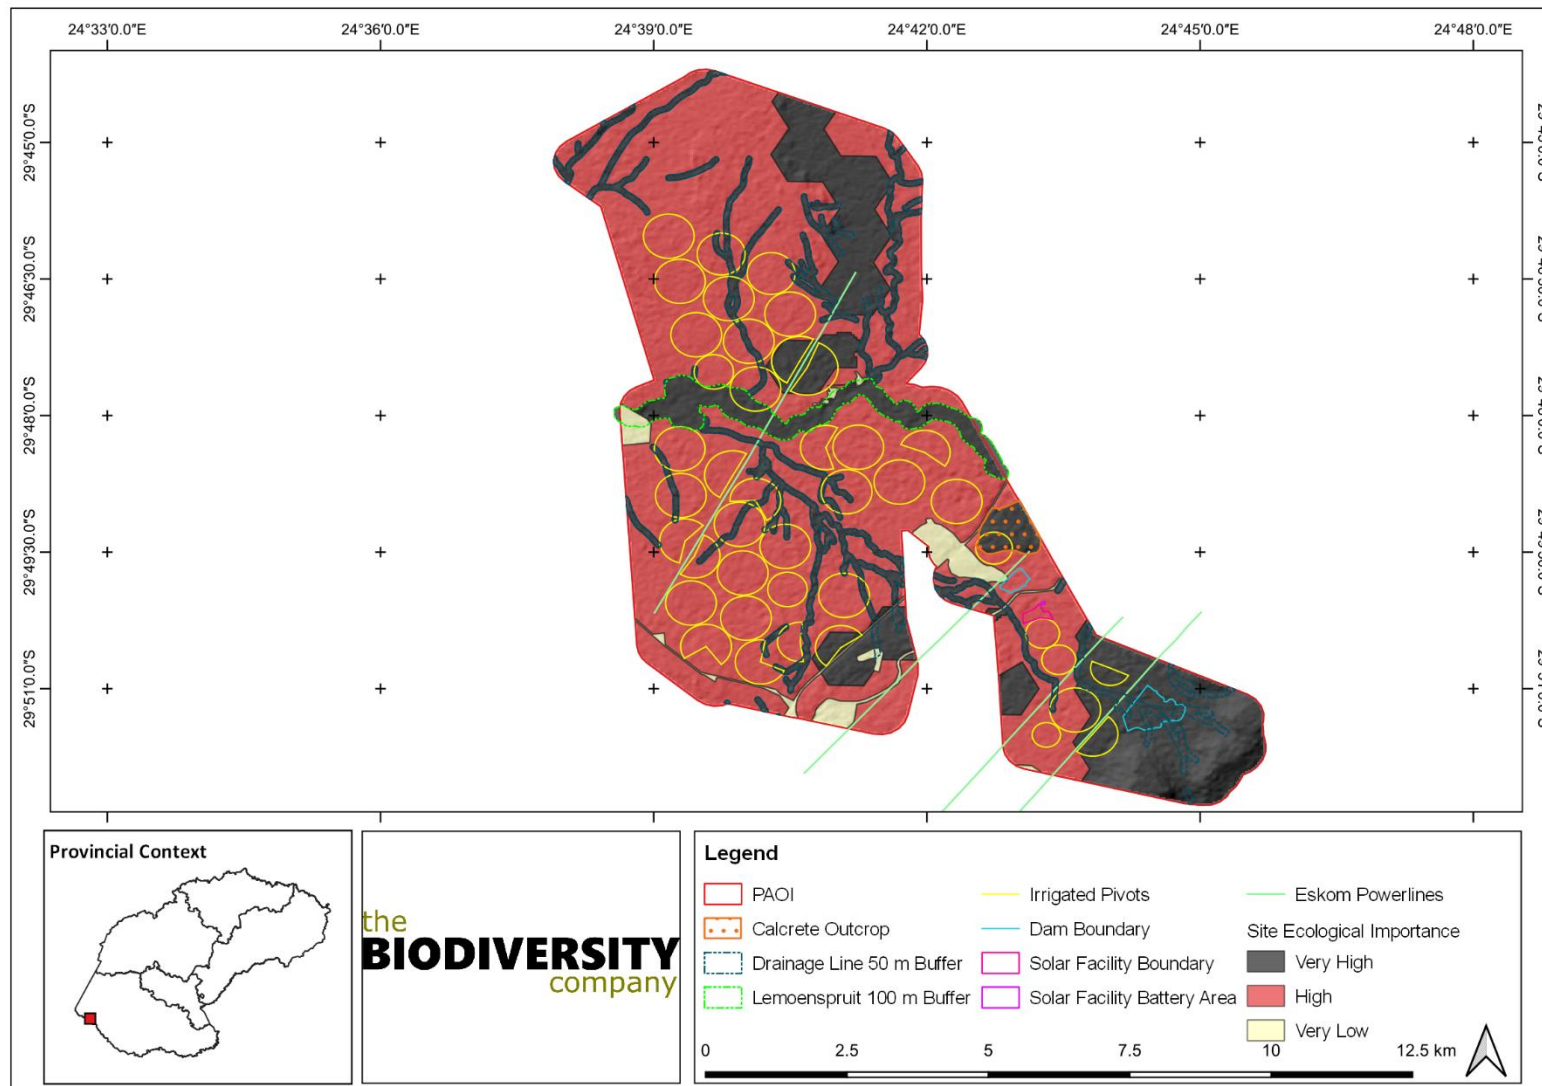 24°33'0.0"E 24°36'0.0"E 24°39'0.0"E 24°42'0.0"E 24°45'0.0"E 24°48'0.0"E
29°45'0.0"S
29°46'30.0"S
29°48'0.0"S
29°49'30.0"S
29°51'0.0"S
Provincial Context
the
BIODIVERSITY
company
Legend
PAOI
Calcrete Outcrop
Drainage Line 50 m Buffer
Lemoenspruit 100 m Buffer
Irrigated Pivots
Dam Boundary
Solar Facility Boundary
Solar Facility Battery Area
Eskom Powerlines
Site Ecological Importance
Very High
High
Very Low
0 2.5 5 7.5 10 12.5 km